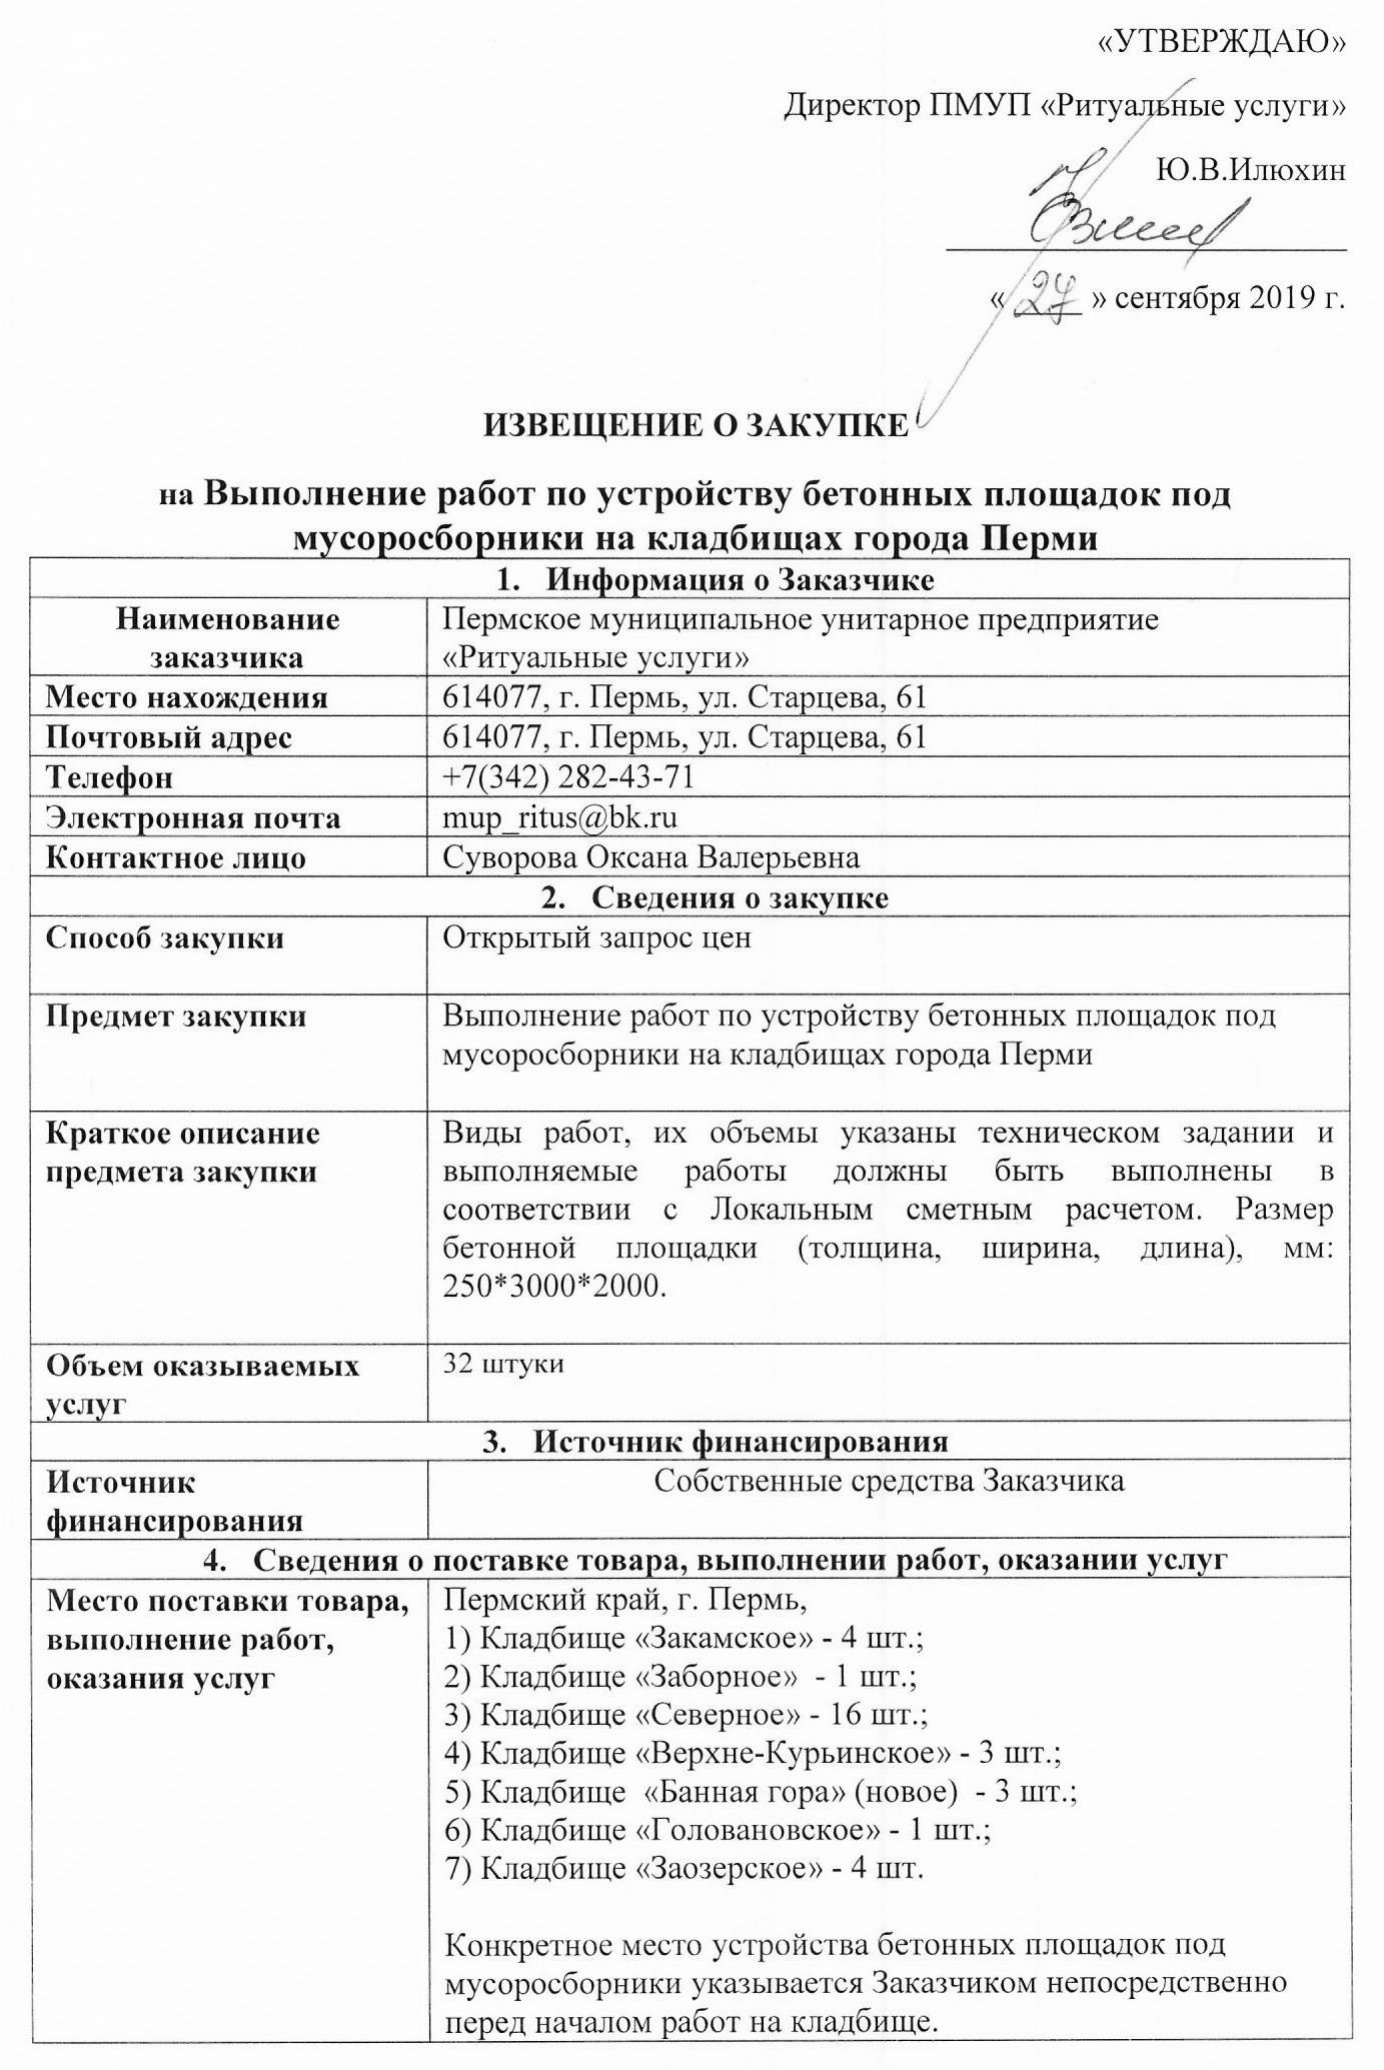 «УТВЕРЖДАЮ»
Директор ПМУП «Ритуальные услуги»
Ю.В.Илюхин
« 27 » сентября 2019 г.
ИЗВЕЩЕНИЕ О ЗАКУПКЕ
на Выполнение работ по устройству бетонных площадок под
мусоросборники на кладбищах города Перми
1. Информация о Заказчике
Наименование
заказчика
Пермское муниципальное унитарное предприятие
«Ритуальные услуги»
Место нахождения
614077, г. Пермь, ул. Старцева, 61
Почтовый адрес
614077, г. Пермь, ул. Старцева, 61
Телефон
+7(342) 282-43-71
Электронная почта
mup_ritus@bk.ru
Контактное лицо
Суворова Оксана Валерьевна
2. Сведения о закупке
Способ закупки
Открытый запрос цен
Предмет закупки
Выполнение работ по устройству бетонных площадок под
мусоросборники на кладбищах города Перми
Краткое описание
предмета закупки
Виды работ, их объемы указаны техническом задании и
выполняемые работы должны быть выполнены в
соответствии с Локальным сметным расчетом. Размер
бетонной площадки (толщина, ширина, длина), мм:
250*3000*2000.
Объем оказываемых
услуг
32 штуки
3. Источник финансирования
Источник
финансирования
Собственные средства Заказчика
4. Сведения о поставке товара, выполнении работ, оказании услуг
Место поставки товара,
выполнение работ,
оказания услуг
Пермский край, г. Пермь,
1) Кладбище «Закамское» - 4 шт.;
2) Кладбище «Заборное» - 1 шт.;
3) Кладбище «Северное» - 16 шт.;
4) Кладбище «Верхне-Курьинское» - 3 шт.;
5) Кладбище «Банная гора» (новое) - 3 шт.;
6) Кладбище «Головановское» - 1 шт.;
7) Кладбище «Заозерское» - 4 шт.
Конкретное место устройства бетонных площадок под
мусоросборники указывается Заказчиком непосредственно
перед началом работ на кладбище.